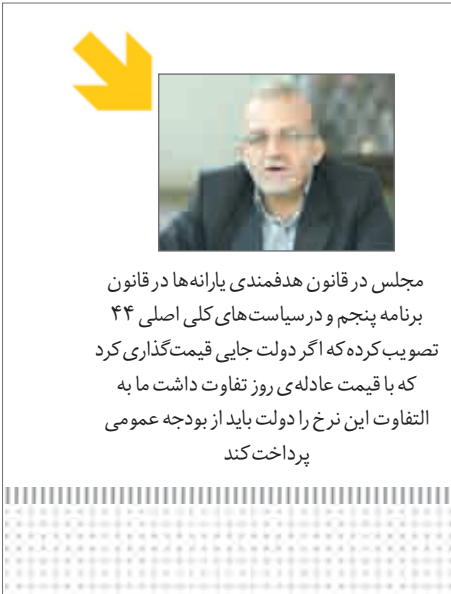 مجلس در قانون هدفمندی یارانه‌ها در قانون
برنامه پنجم و در سیاست‌های کلی اصلی ۴۴
تصویب کرده که اگر دولت جایی قیمت‌گذاری کرد
که با قیمت عادله‌ی روز تفاوت داشت ما به
التفاوت این نرخ را دولت باید از بودجه عمومی
پرداخت کند